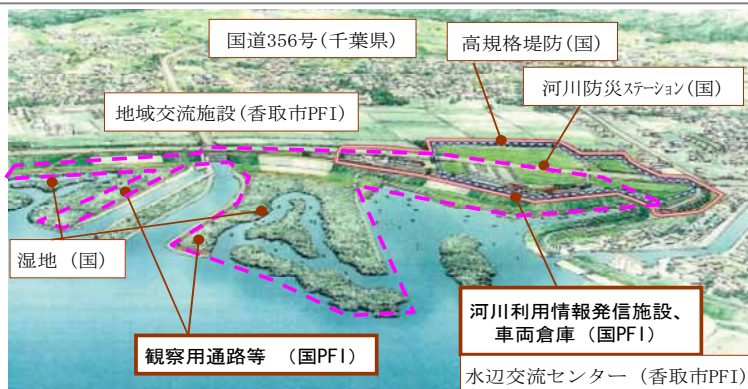 国道356号(千葉県)
高規格堤防(国)
河川防災ステーション(国)
地域交流施設(香取市PFI)
湿地 (国)
観察用通路等 (国PFI)
河川利用情報発信施設、
車両倉庫 (国PFI)
水辺交流センター (香取市PFI)